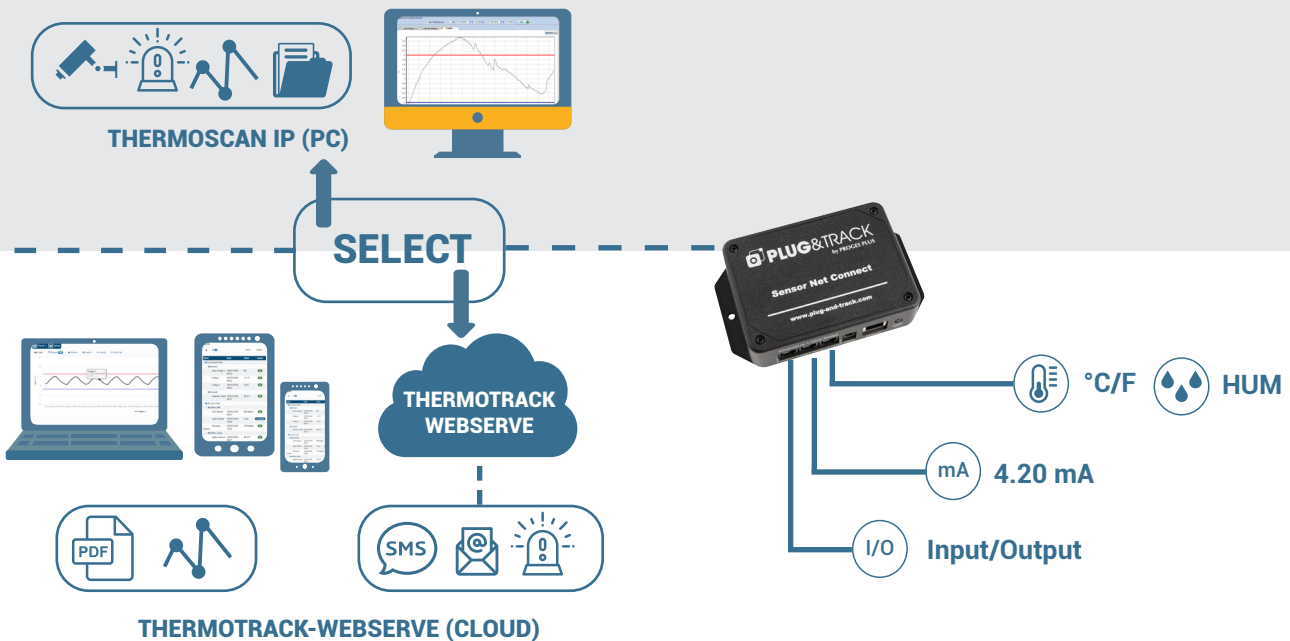 THERMOSCAN IP (PC)
SELECT
PLUG&TRACK
by PROGES PLUS
Sensor Net Connect
www.plug-and-track.com
THERMOTRACK
WEBSERVE
°C/F
HUM
mA
4.20 mA
I/O
Input/Output
PDF
SMS
@
THERMOTRACK-WEBSERVE (CLOUD)